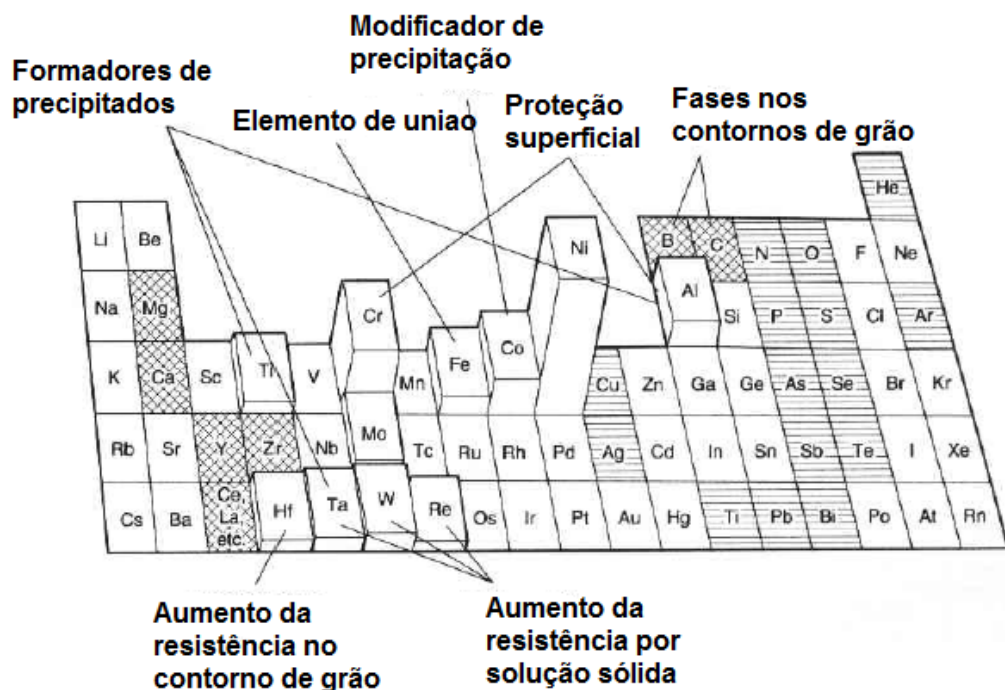 Modificador de
precipitação
Formadores de
precipitados
Elemento de uniao
Proteção
superficial
Fases nos
contornos de grão
He
Li Be
B C N O F Ne
Ni
Na Mg
Cr
Al Si P S Cl Ar
K Ca Sc Ti V
Mn Fe Co
Cu Zn Ga Ge As Se Br Kr
Rb Sr Y Zr Nb Mo Tc Ru Rh Pd Ag Cd In Sn Sb Te I Xe
Cs Ba Ce, Hf Ta W Re Os Ir Pt Au Hg Ti Pb Bi Po At Rn
La,
etc.
Aumento da
resistência no
contorno de grão
Aumento da
resistência por
solução sólida